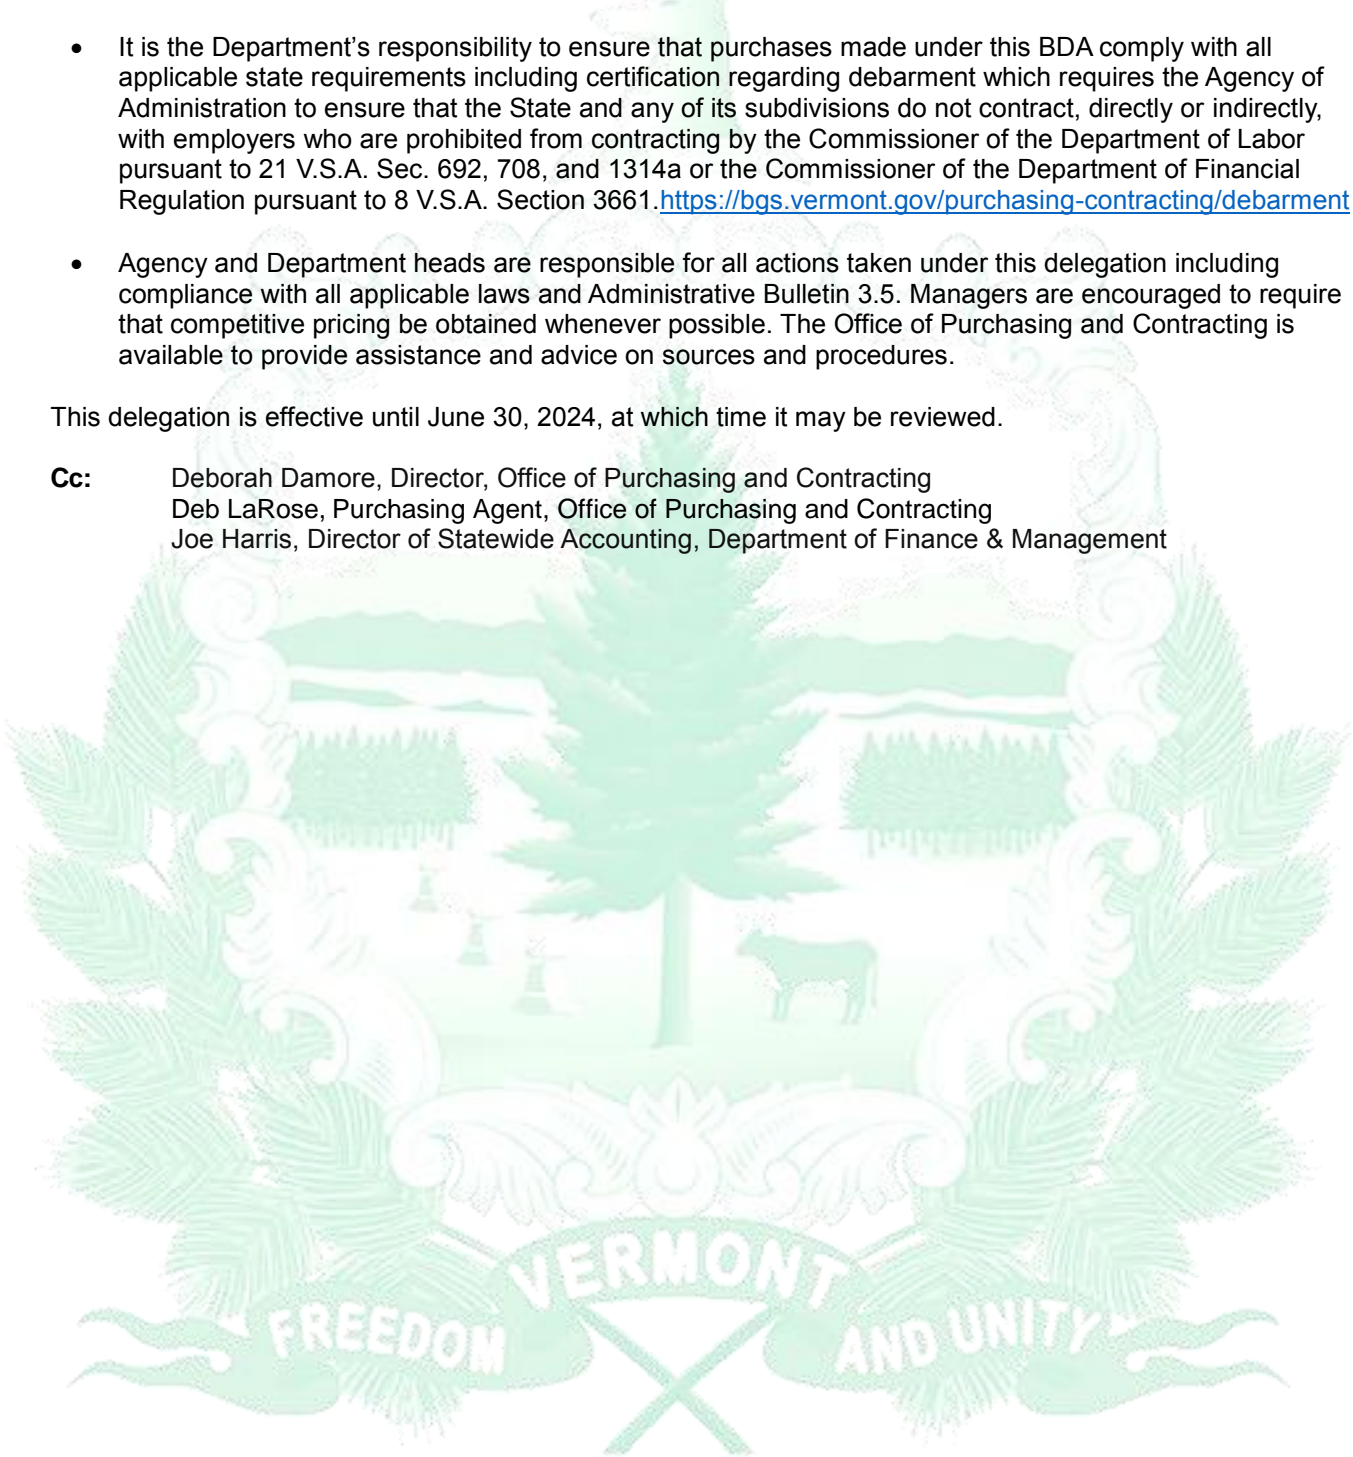 • It is the Department’s responsibility to ensure that purchases made under this BDA comply with all
applicable state requirements including certification regarding debarment which requires the Agency of
Administration to ensure that the State and any of its subdivisions do not contract, directly or indirectly,
with employers who are prohibited from contracting by the Commissioner of the Department of Labor
pursuant to 21 V.S.A. Sec. 692, 708, and 1314a or the Commissioner of the Department of Financial
Regulation pursuant to 8 V.S.A. Section 3661.https://bgs.vermont.gov/purchasing-contracting/debarment
• Agency and Department heads are responsible for all actions taken under this delegation including
compliance with all applicable laws and Administrative Bulletin 3.5. Managers are encouraged to require
that competitive pricing be obtained whenever possible. The Office of Purchasing and Contracting is
available to provide assistance and advice on sources and procedures.
This delegation is effective until June 30, 2024, at which time it may be reviewed.
Cc: Deborah Damore, Director, Office of Purchasing and Contracting
Deb LaRose, Purchasing Agent, Office of Purchasing and Contracting
Joe Harris, Director of Statewide Accounting, Department of Finance & Management
VERMONT
FREEDOM AND UNITY